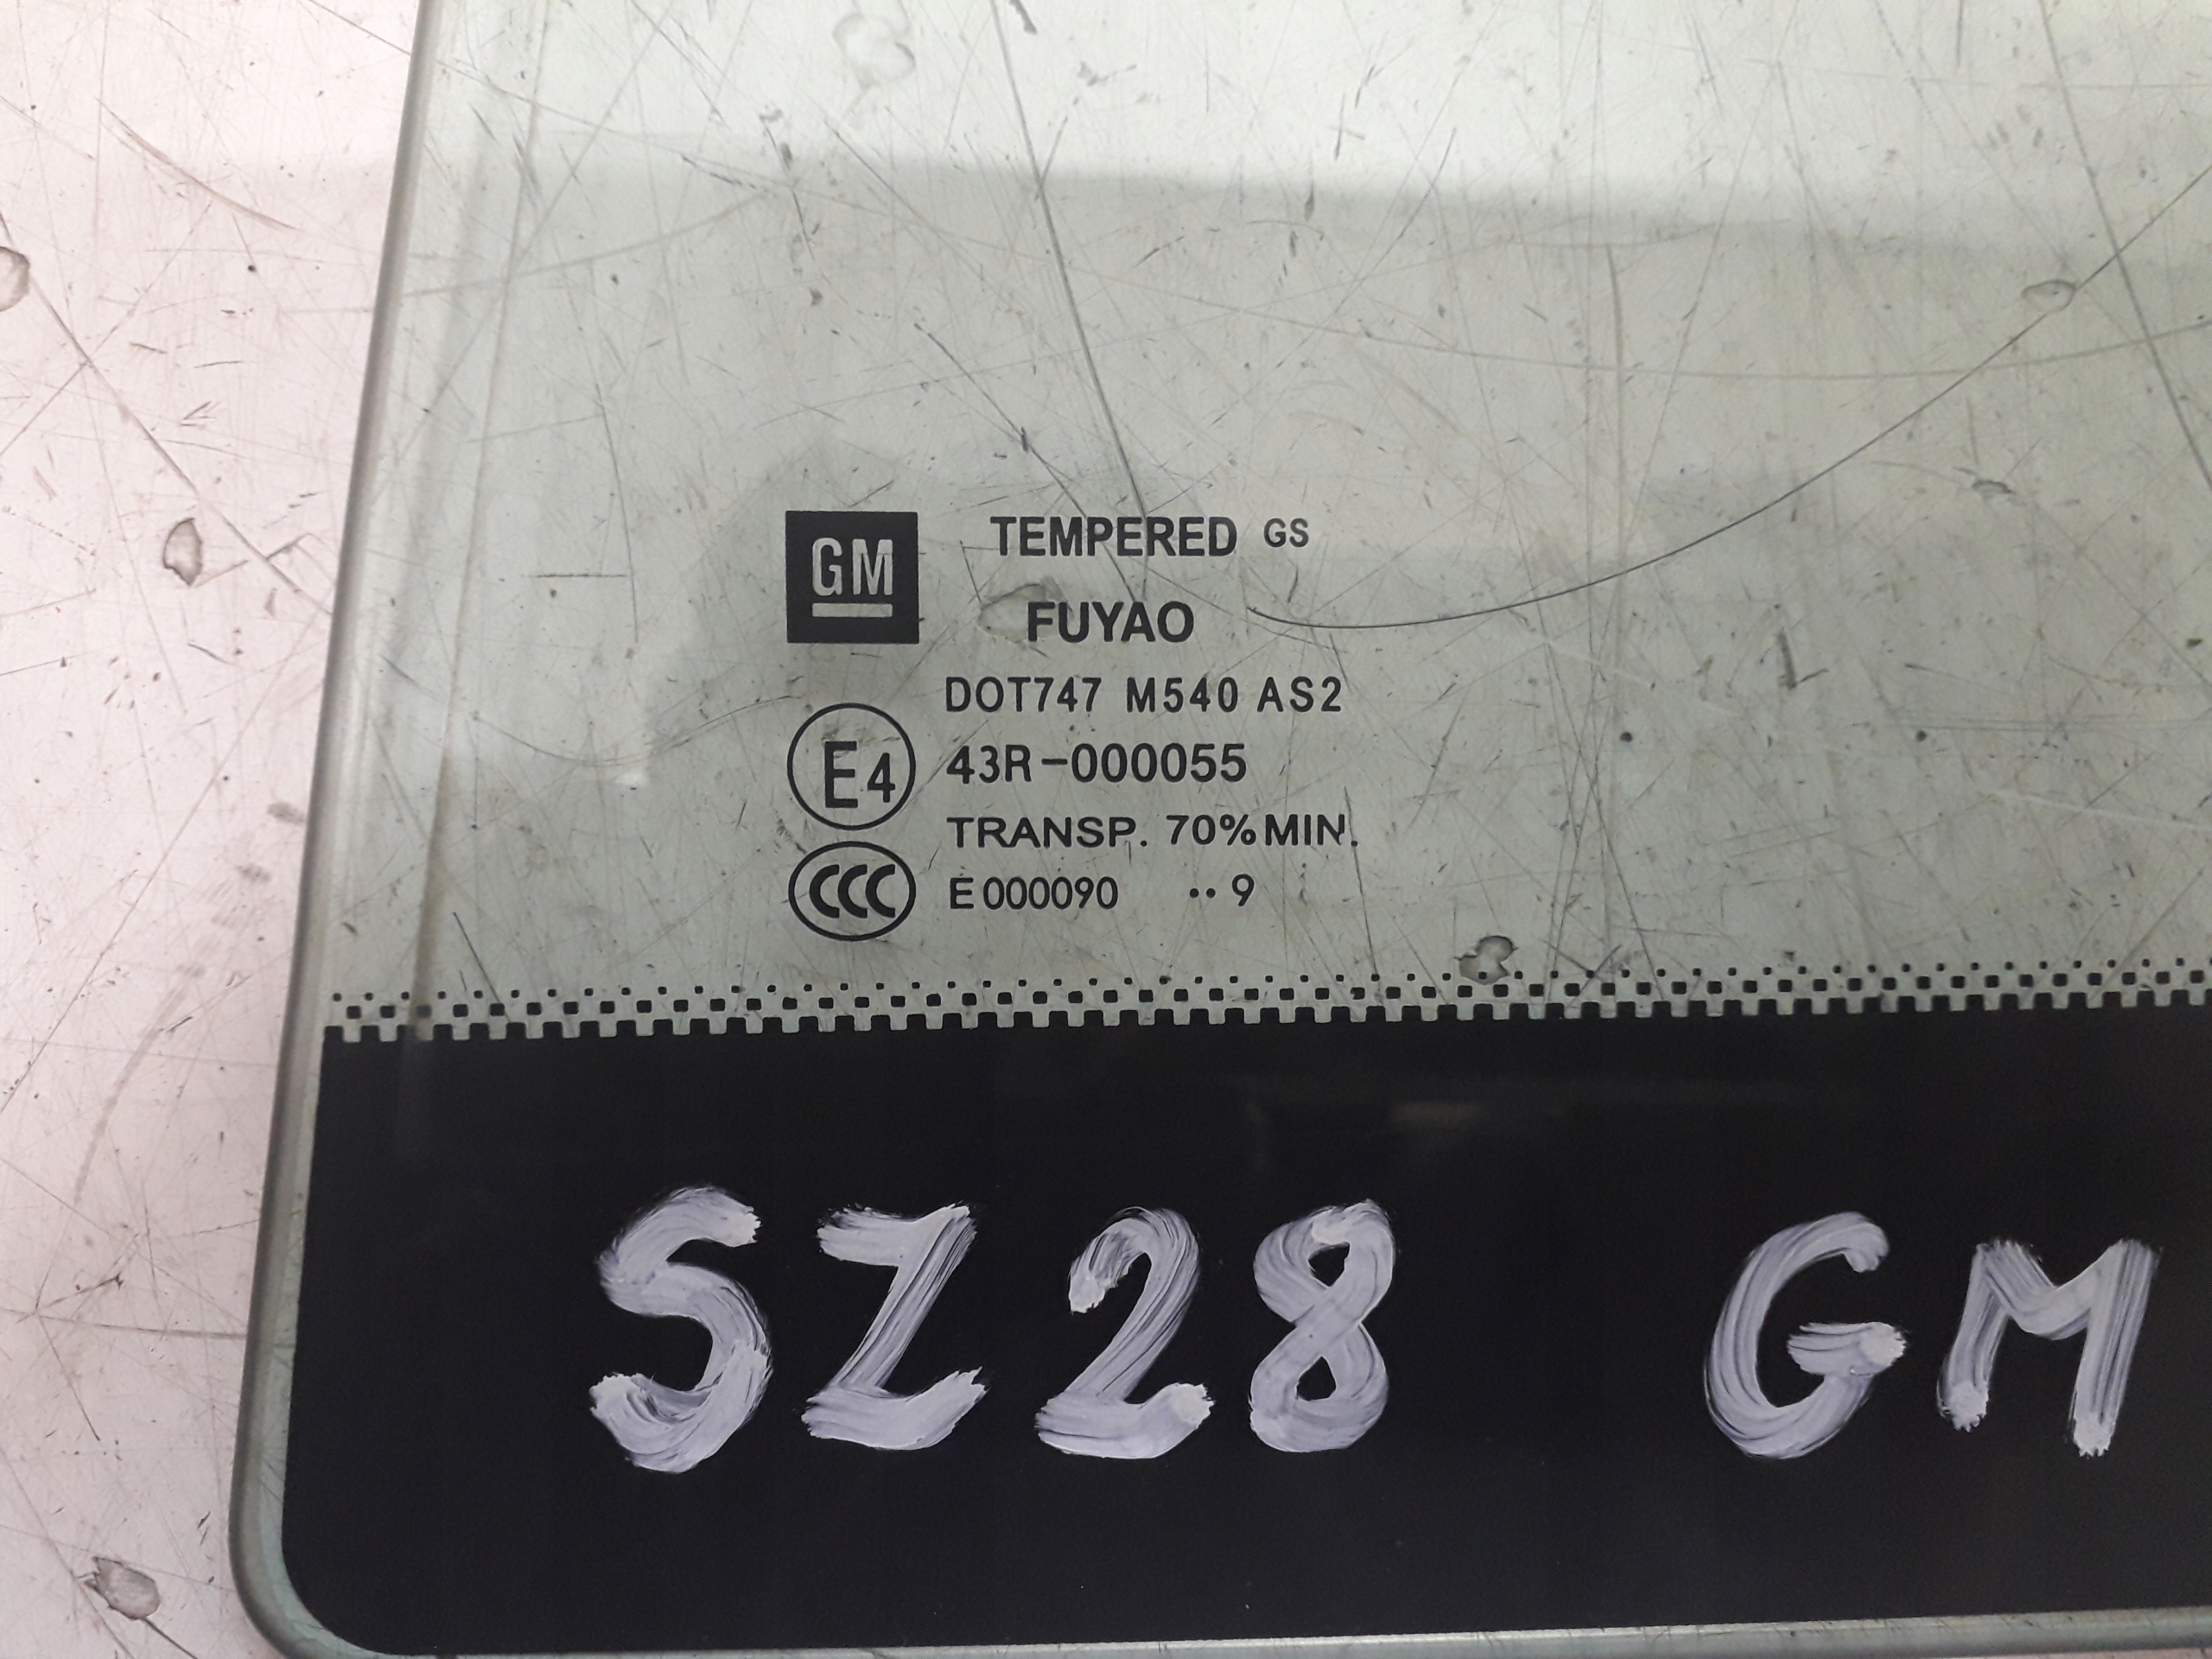 GM TEMPERED GS
FUYAO
DOT747 M540 AS2
E4 43R-000055
TRANSP. 70% MIN.
CCC E000090 ·· 9
SZ28 GM